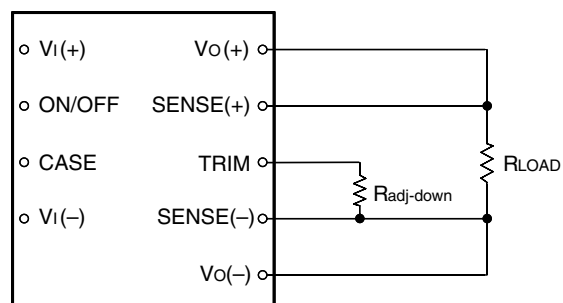 VI(+) VO(+)
ON/OFF SENSE(+)
CASE TRIM RLOAD
Radj-down
VI(–) SENSE(–)
VO(–)